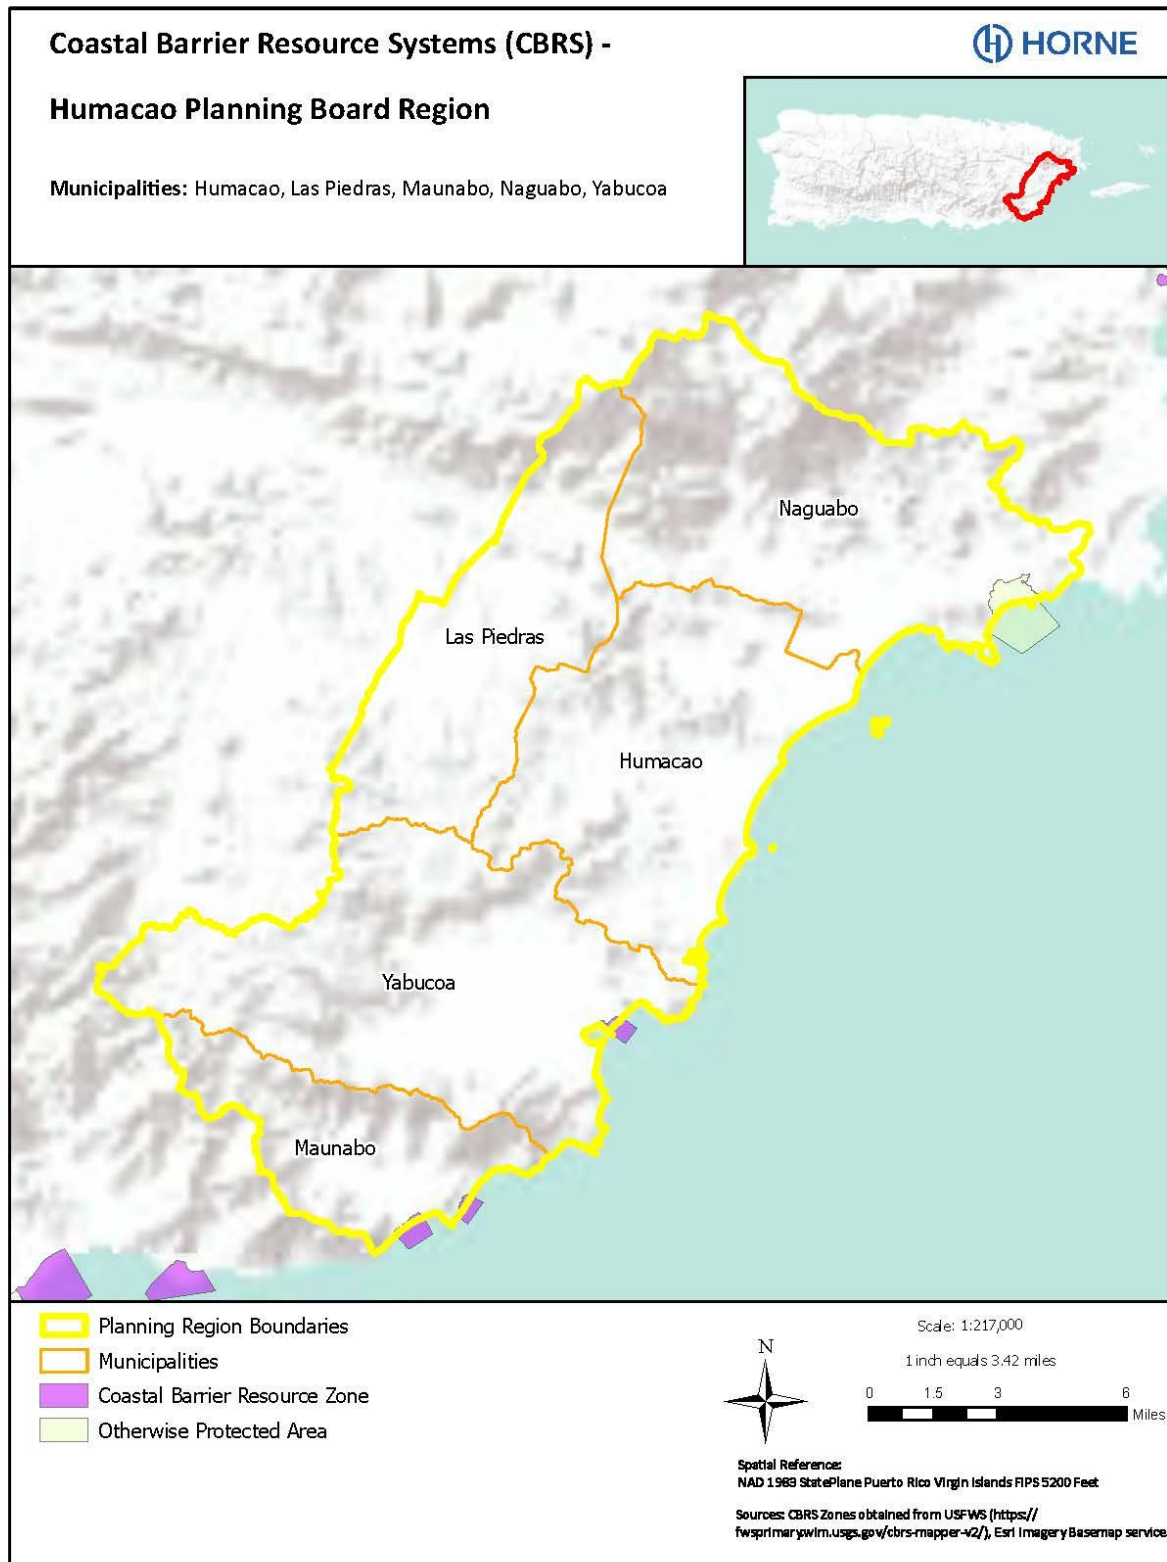 Coastal Barrier Resource Systems (CBRS) -
HORNE
Humacao Planning Board Region
Municipalities: Humacao, Las Piedras, Maunabo, Naguabo, Yabucoa
Naguabo
Las Piedras
Humacao
Yabucoa
Maunabo
Planning Region Boundaries
Municipalities
Coastal Barrier Resource Zone
Otherwise Protected Area
N
Scale: 1:217,000
1 inch equals 3.42 miles
0 1.5 3 6
Miles
Spatial Reference:
NAD 1983 StatePlane Puerto Rico Virgin Islands FIPS 5200 Feet
Sources: CBRS Zones obtained from USFWS (https://
fwsprimary.wim.usgs.gov/cbrs-mapper-v2/), Esri Imagery Basemap service